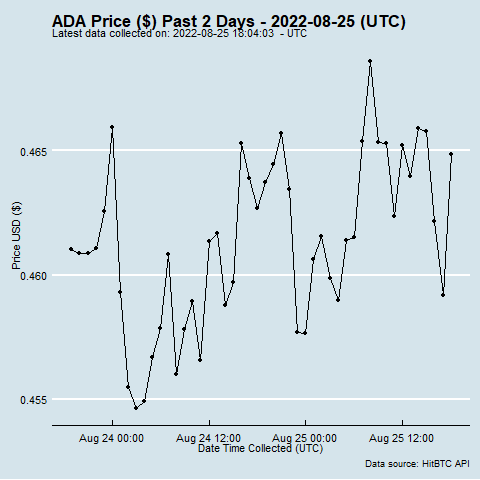 ADA Price ($) Past 2 Days - 2022-08-25 (UTC)
Latest data collected on: 2022-08-25 18:04:03 - UTC
0.465
0.460
0.455
Price USD ($)
Aug 24 00:00 Aug 24 12:00 Aug 25 00:00 Aug 25 12:00
Date Time Collected (UTC)
Data source: HitBTC API